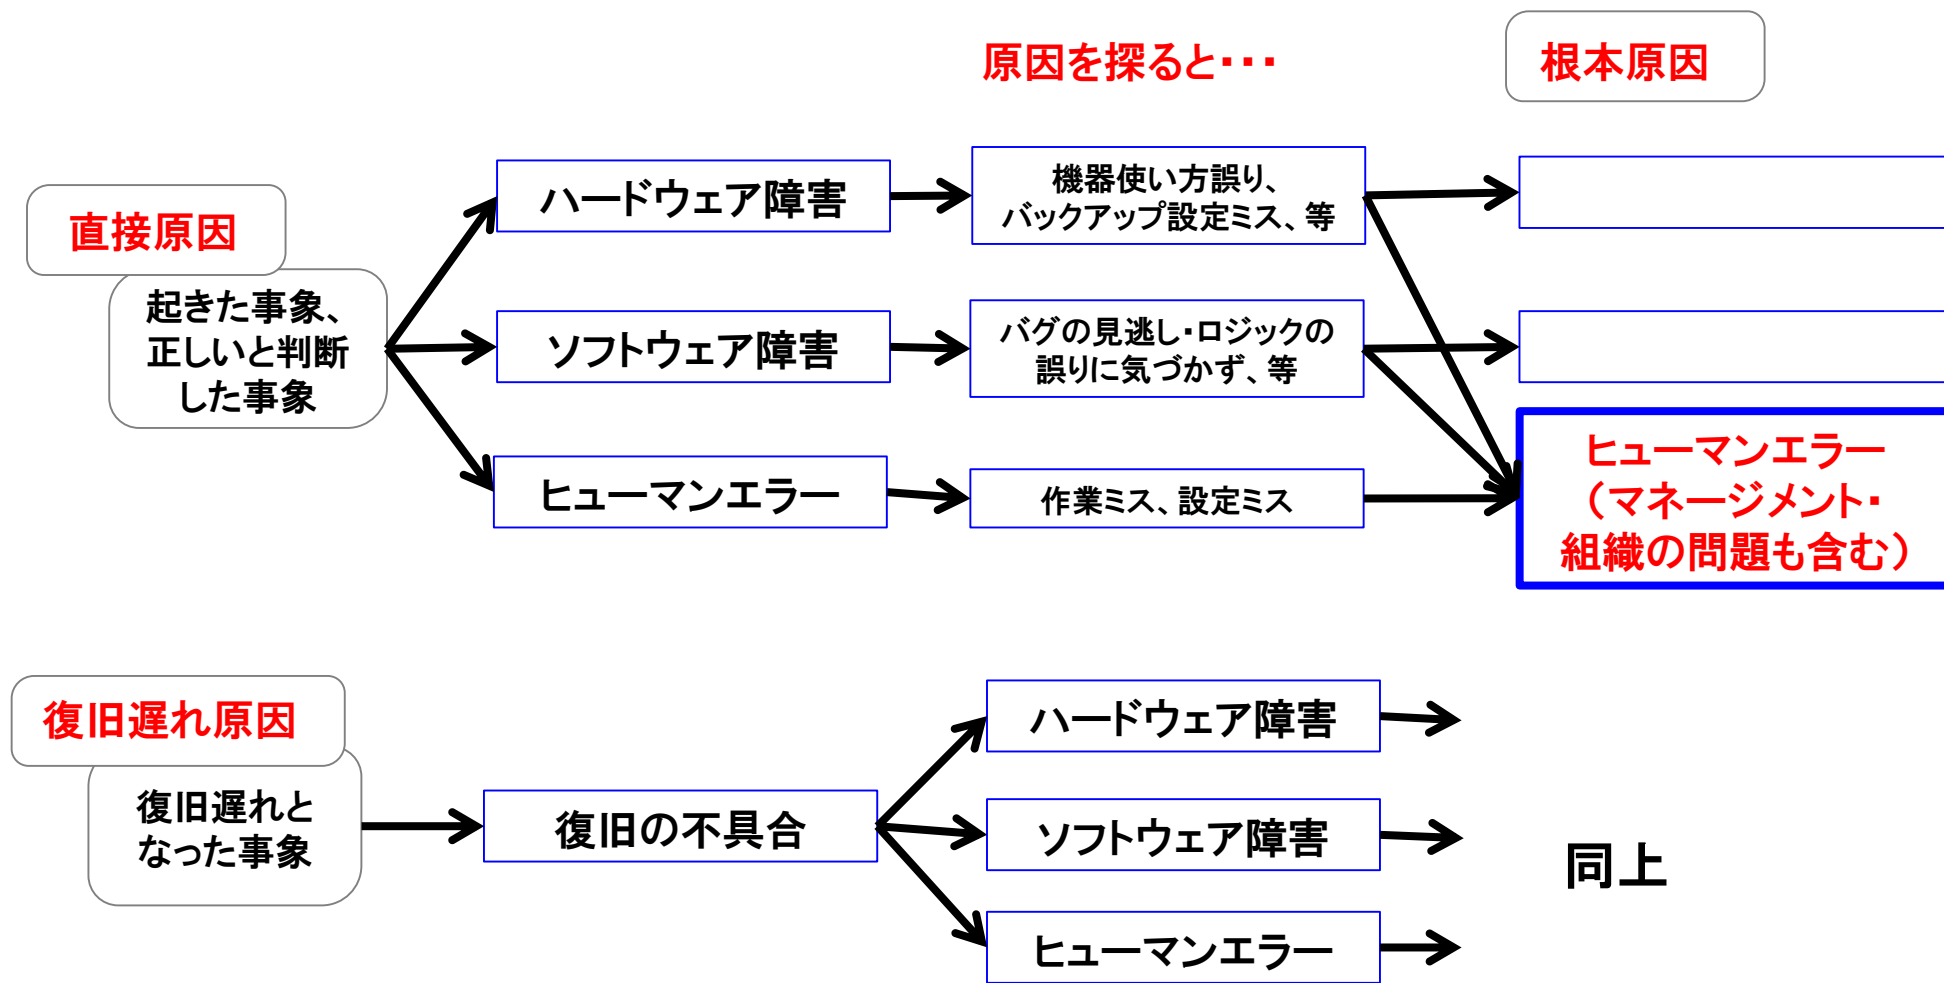 原因を探ると・・・
根本原因
直接原因
起きた事象、
正しいと判断
した事象
ハードウェア障害
機器使い方誤り、
バックアップ設定ミス、等
ソフトウェア障害
バグの見逃し・ロジックの
誤りに気づかず、等
ヒューマンエラー
作業ミス、設定ミス
ヒューマンエラー
（マネージメント・
組織の問題も含む）
復旧遅れ原因
復旧遅れと
なった事象
復旧の不具合
ハードウェア障害
ソフトウェア障害
ヒューマンエラー
同上